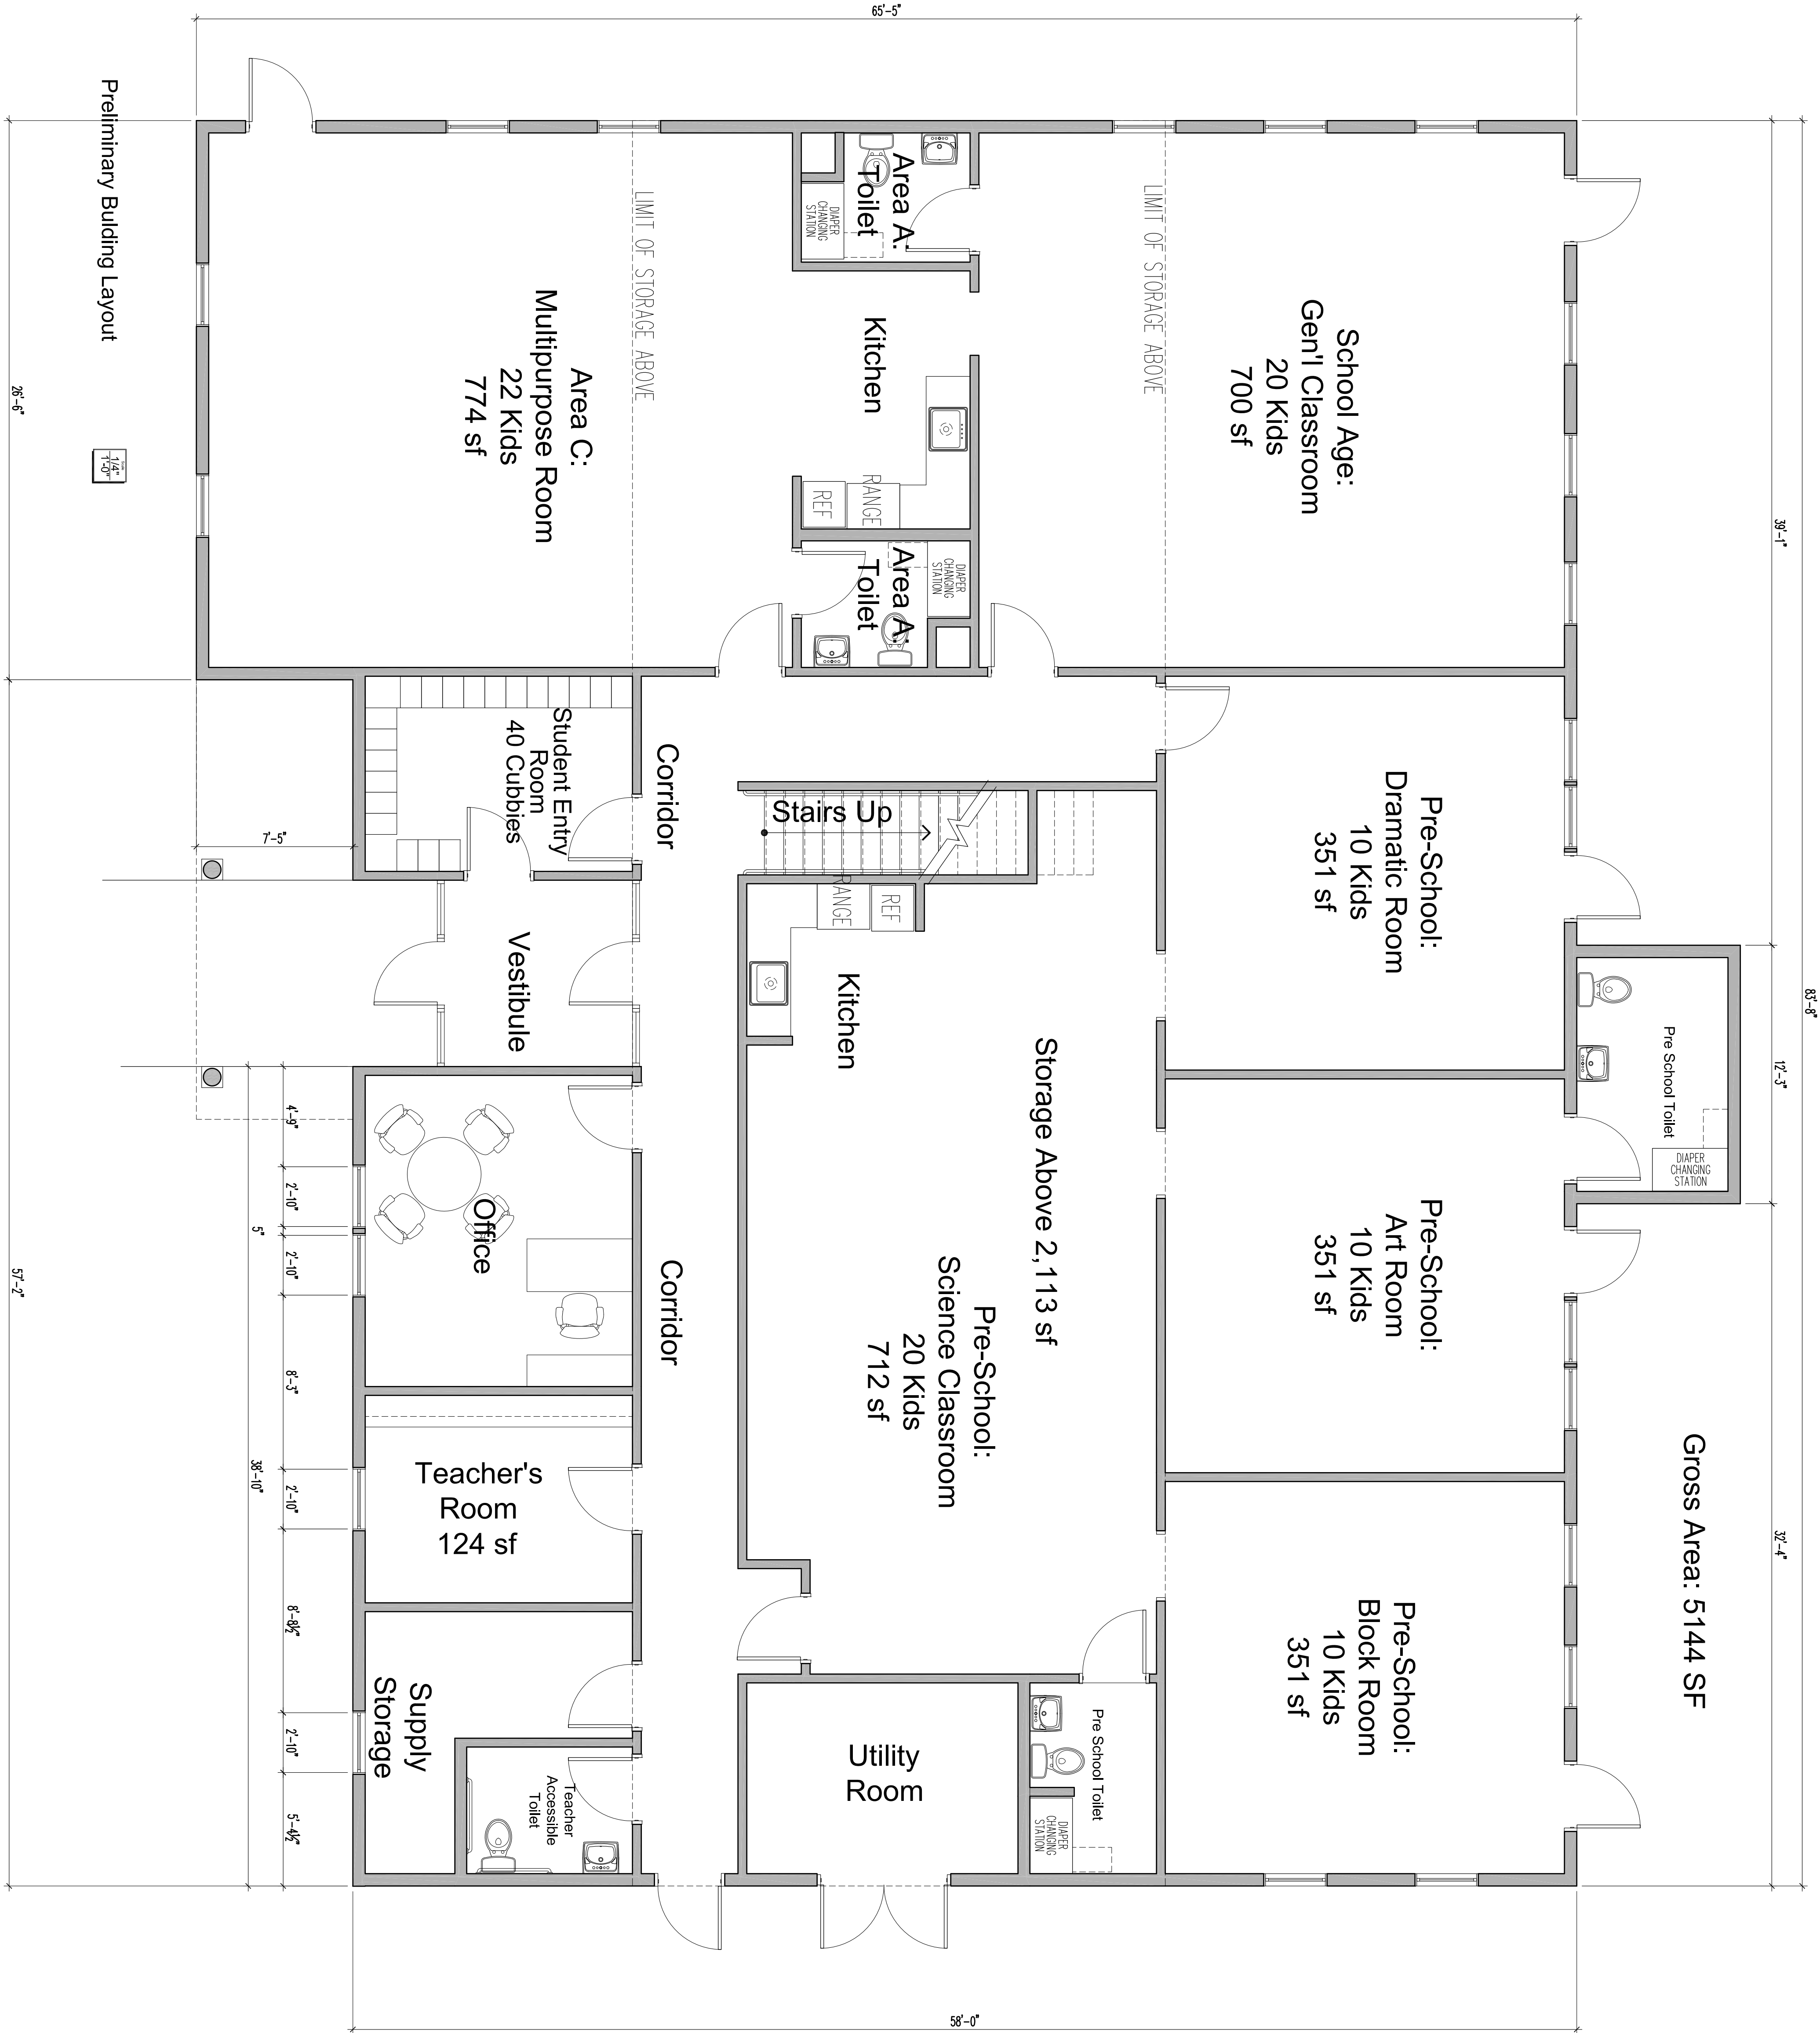 65'-5"
83'-8"
39'-1"
12'-3"
32'-4"
Gross Area: 5144 SF
Pre School Toilet
DIAPER
CHANGING
STATION
School Age:
Gen'l Classroom
20 Kids
700 sf
Pre-School:
Dramatic Room
10 Kids
351 sf
Pre-School:
Art Room
10 Kids
351 sf
Pre-School:
Block Room
10 Kids
351 sf
LIMIT OF STORAGE ABOVE
Area A.
Toilet
DIAPER
CHANGING
STATION
Kitchen
RANGE
REF
DIAPER
CHANGING
STATION
Area A.
Toilet
Stairs Up
RANGE
REF
Kitchen
Storage Above 2,113 sf
Pre-School:
Science Classroom
20 Kids
712 sf
Pre School Toilet
DIAPER
CHANGING
STATION
Utility
Room
LIMIT OF STORAGE ABOVE
Area C:
Multipurpose Room
22 Kids
774 sf
Corridor
Corridor
Student Entry
Room
40 Cubbies
Vestibule
Office
Teacher's
Room
124 sf
Supply
Storage
Teacher
Accessible
Toilet
7'-5"
4'-9"
2'-10"
2'-10"
8'-3"
2'-10"
8'-8½"
2'-10"
5'-4½"
5"
38'-10"
26'-6"
57'-2"
58'-0"
Preliminary Bulding Layout
1/4"
1'-0"